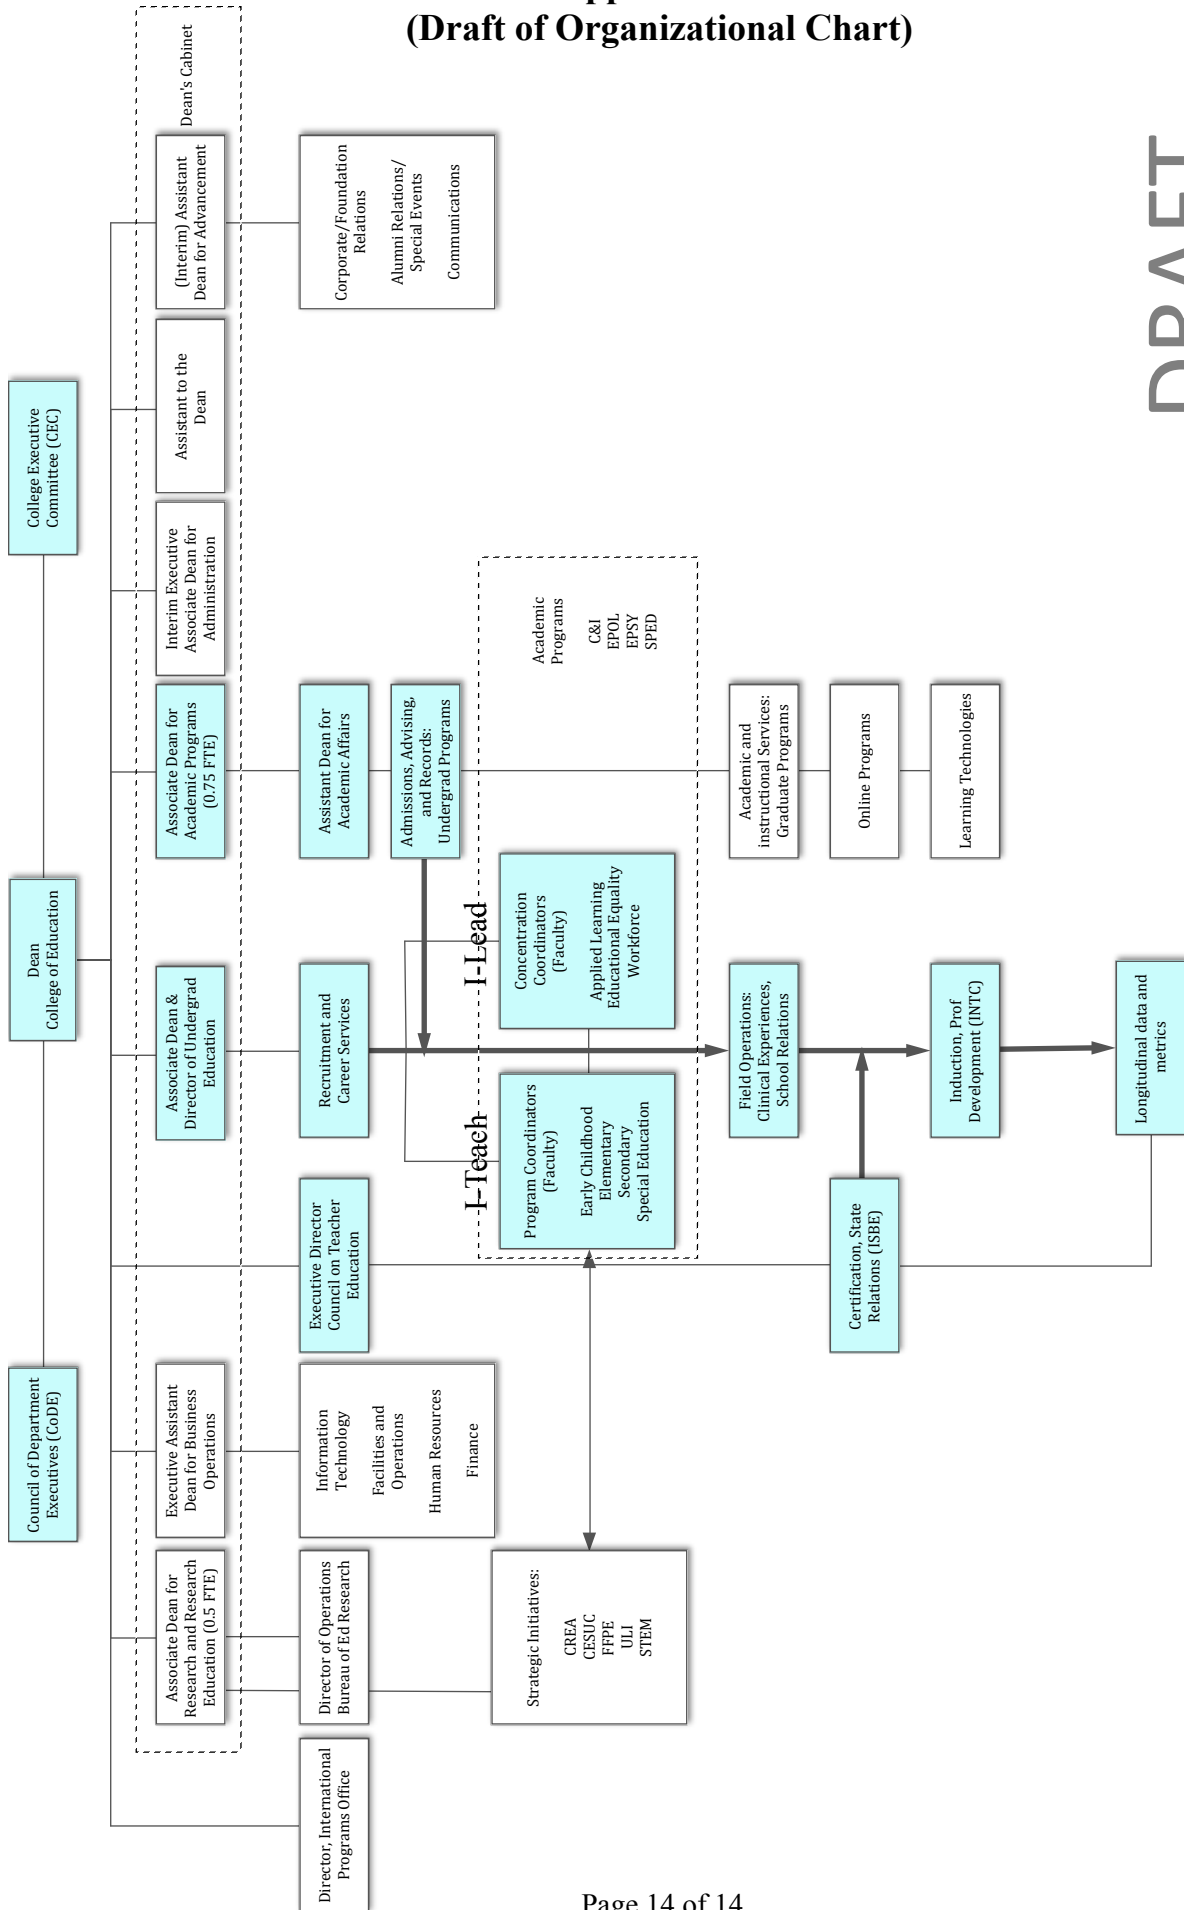 (Draft of Organizational Chart)
Council of Department
Executives (CoDE)
Dean
College of Education
College Executive
Committee (CEC)
Dean's Cabinet
Associate Dean for
Research and Research
Education (0.5 FTE)
Executive Assistant
Dean for Business
Operations
Associate Dean &
Director of Undergrad
Education
Associate Dean for
Academic Programs
(0.75 FTE)
Interim Executive
Associate Dean for
Administration
Assistant to the
Dean
(Interim) Assistant
Dean for Advancement
Director, International
Programs Office
Director of Operations
Bureau of Ed Research
Information
Technology
Facilities and
Operations
Human Resources
Finance
Executive Director
Council on Teacher
Education
Recruitment and
Career Services
Assistant Dean for
Academic Affairs
Admissions, Advising,
and Records:
Undergrad Programs
Corporate/Foundation
Relations
Alumni Relations/
Special Events
Communications
Strategic Initiatives:
CREA
CESUC
FFPE
ULI
STEM
I-Teach
Program Coordinators
(Faculty)
Early Childhood
Elementary
Secondary
Special Education
I-Lead
Concentration
Coordinators
(Faculty)
Applied Learning
Educational Equality
Workforce
Academic
Programs
C&I
EPOL
EPSY
SPED
Field Operations:
Clinical Experiences,
School Relations
Academic and
instructional Services:
Graduate Programs
Certification, State
Relations (ISBE)
Online Programs
Induction, Prof
Development (INTC)
Learning Technologies
Longitudinal data and
metrics
DRAFT
Page 14 of 14